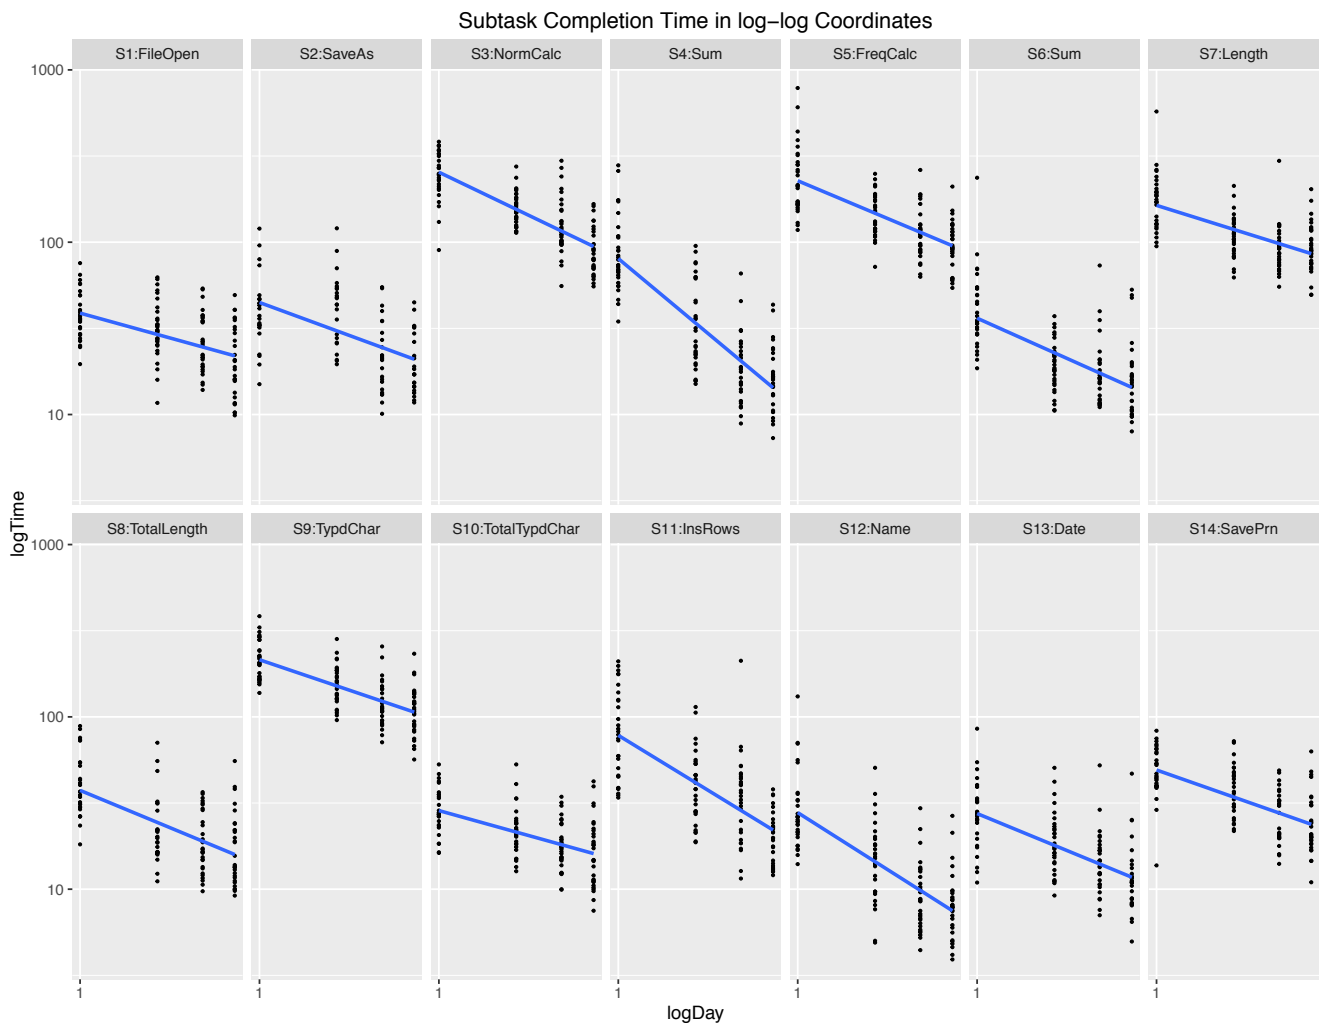 Subtask Completion Time in log−log Coordinates
S1:FileOpen
S2:SaveAs
S3:NormCalc
S4:Sum
S5:FreqCalc
S6:Sum
S7:Length
1000
100
10
logTime
S8:TotalLength
S9:TypdChar
S10:TotalTypdChar
S11:InsRows
S12:Name
S13:Date
S14:SavePrn
1000
100
10
1
1
1
1
1
1
1
logDay